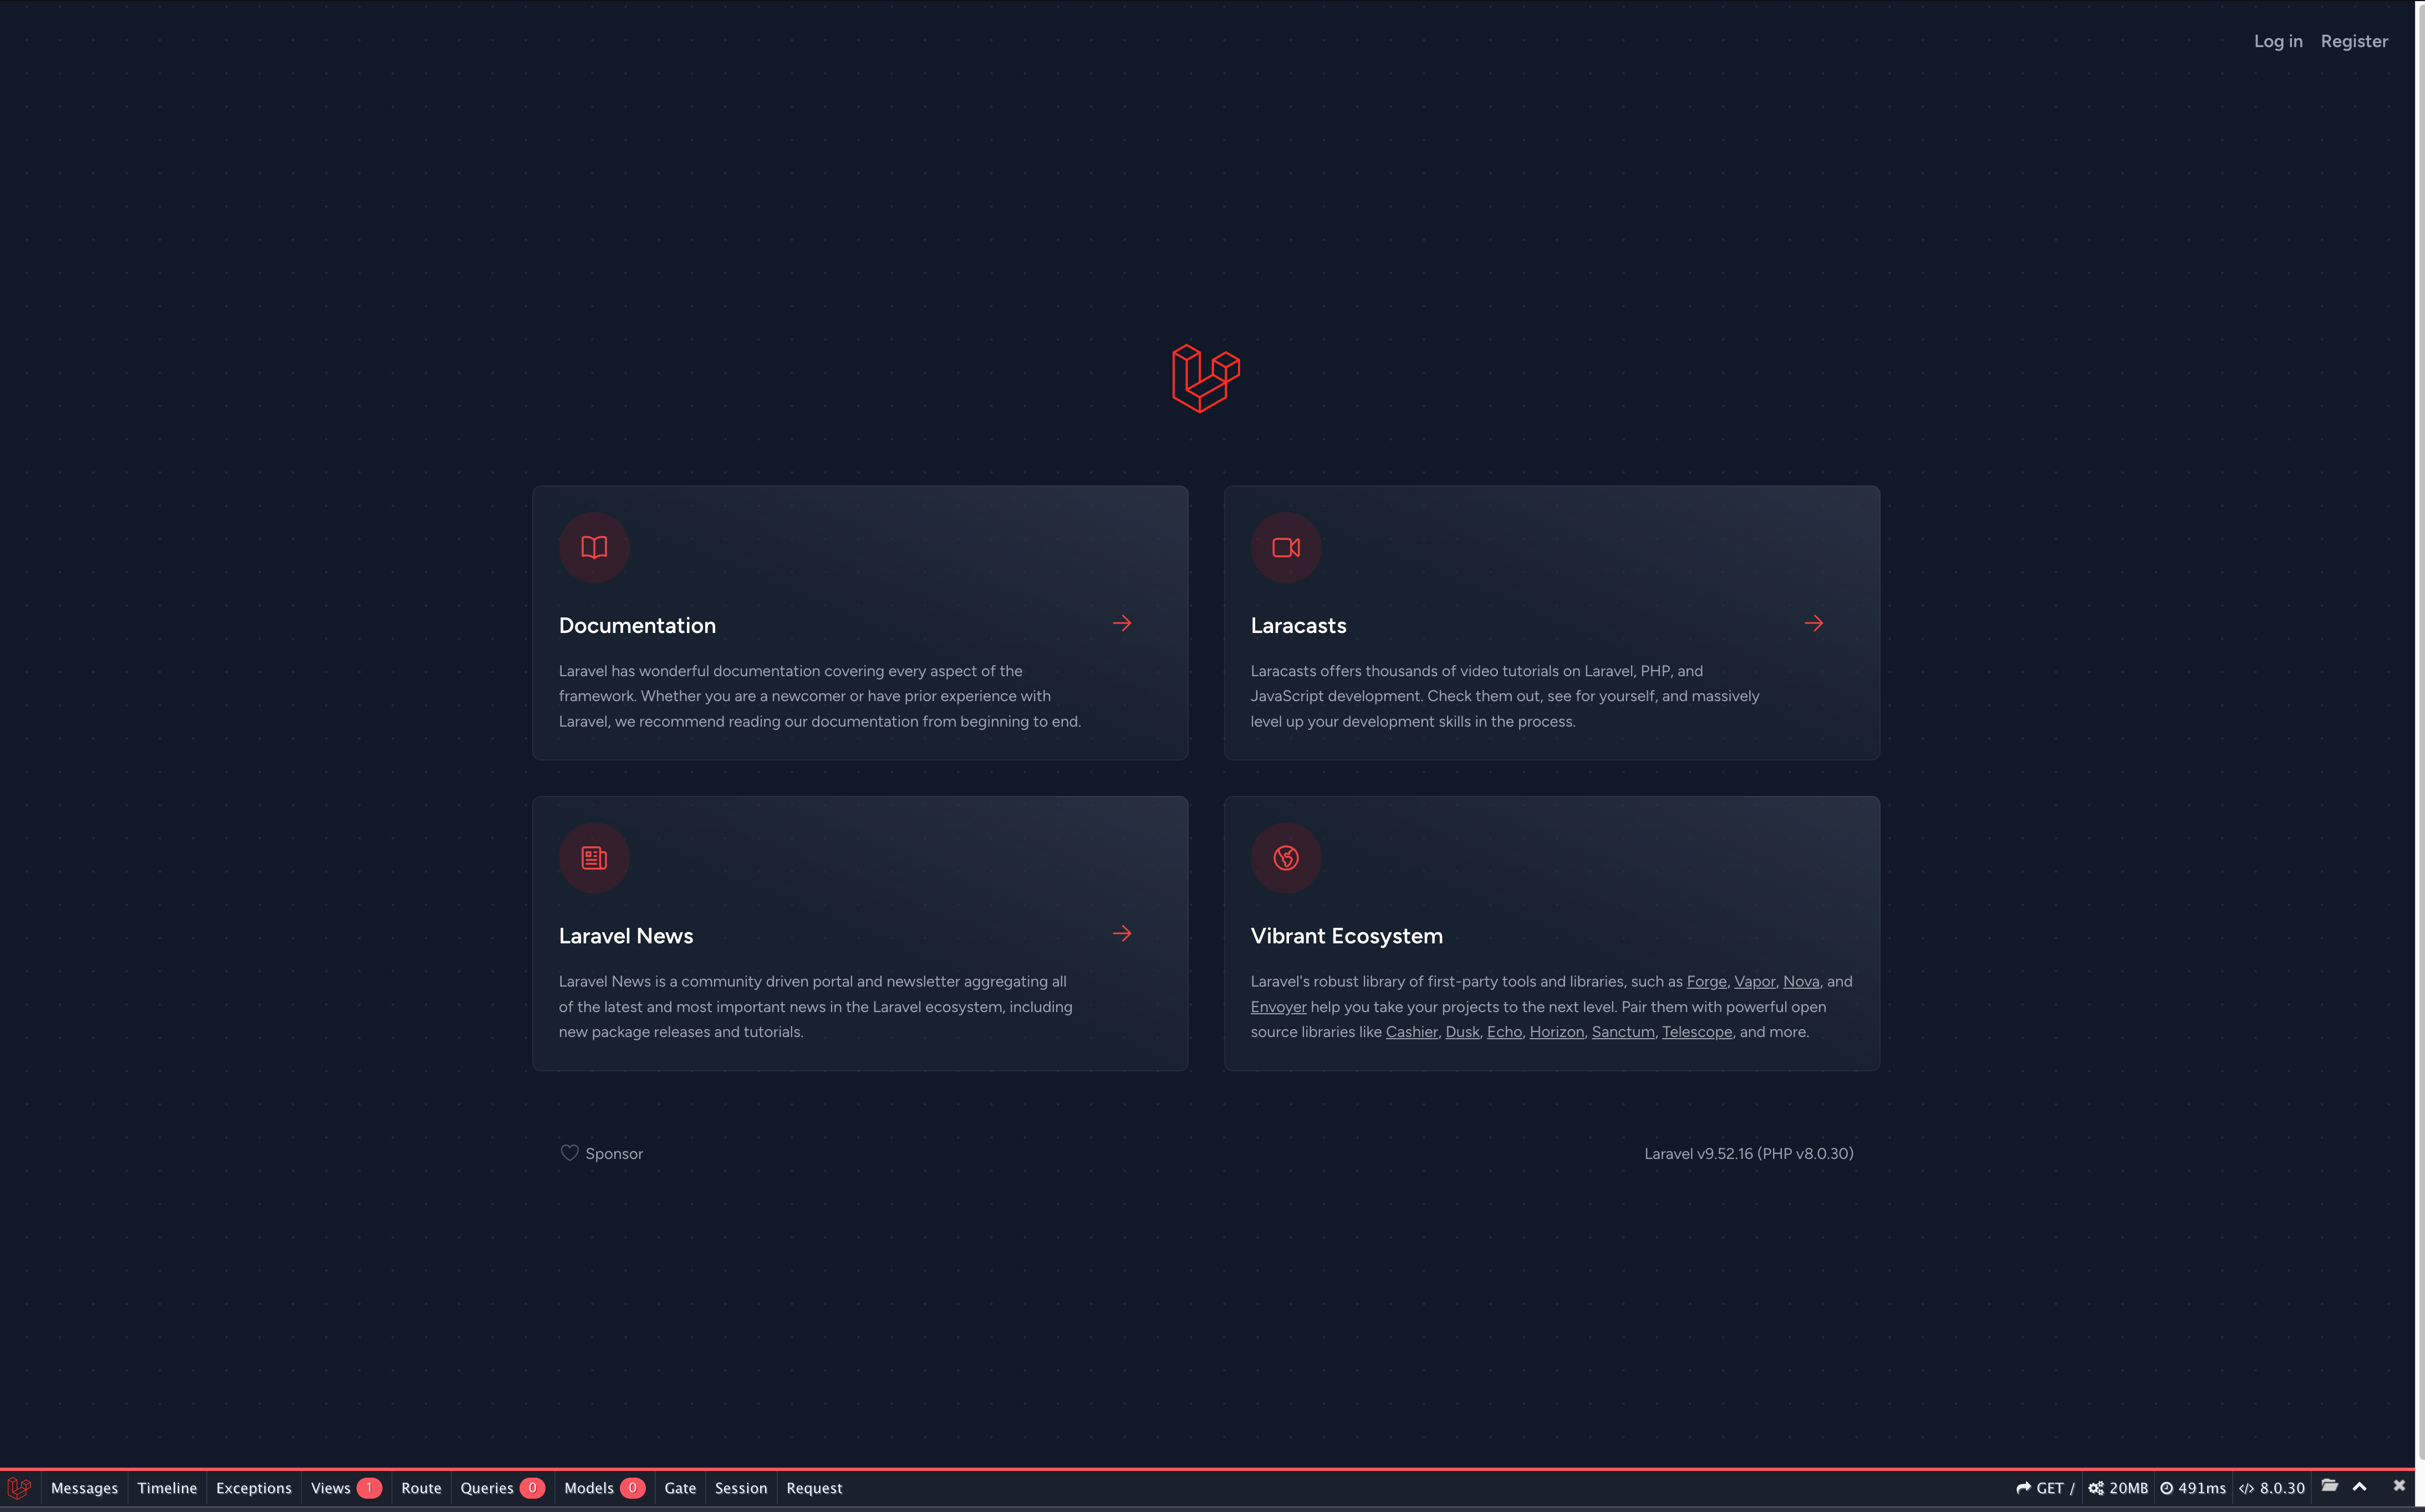 Log in Register
Documentation
Laravel has wonderful documentation covering every aspect of the
framework. Whether you are a newcomer or have prior experience with
Laravel, we recommend reading our documentation from beginning to end.
Laracasts
Laracasts offers thousands of video tutorials on Laravel, PHP, and
JavaScript development. Check them out, see for yourself, and massively
level up your development skills in the process.
Laravel News
Laravel News is a community driven portal and newsletter aggregating all
of the latest and most important news in the Laravel ecosystem, including
new package releases and tutorials.
Vibrant Ecosystem
Laravel's robust library of first-party tools and libraries, such as Forge, Vapor, Nova, and
Envoyer help you take your projects to the next level. Pair them with powerful open
source libraries like Cashier, Dusk, Echo, Horizon, Sanctum, Telescope, and more.
Sponsor
Laravel v9.52.16 (PHP v8.0.30)
Messages Timeline Exceptions Views 1 Route Queries 0 Models 0 Gate Session Request GET / 20MB 491ms 8.0.30